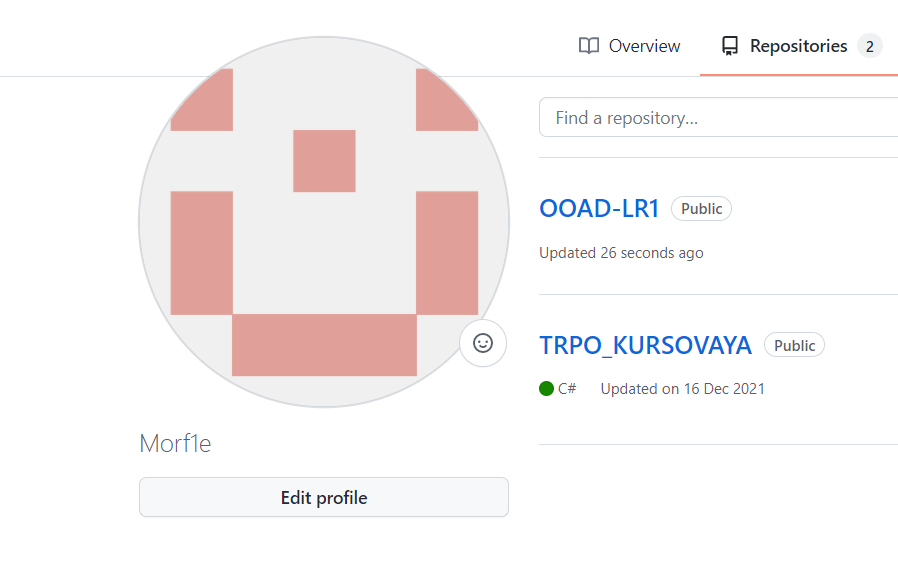 Overview Repositories 2
Find a repository...
OOAD-LR1 Public
Updated 26 seconds ago
TRPO_KURSOVAYA Public
C# Updated on 16 Dec 2021
Morf1e
Edit profile